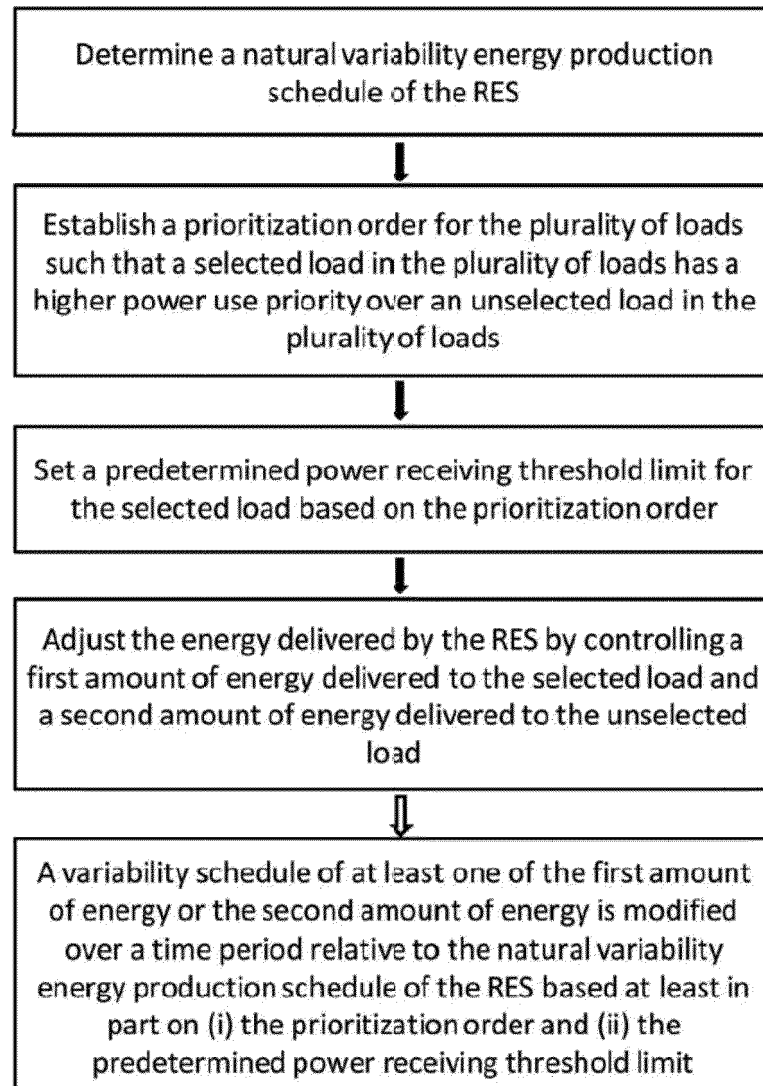 Determine a natural variability energy production
schedule of the RES
Establish a prioritization order for the plurality of loads
such that a selected load in the plurality of loads has a
higher power use priority over an unselected load in the
plurality of loads
Set a predetermined power receiving threshold limit for
the selected load based on the prioritization order
Adjust the energy delivered by the RES by controlling a
first amount of energy delivered to the selected load and
a second amount of energy delivered to the unselected
load
A variability schedule of at least one of the first amount
of energy or the second amount of energy is modified
over a time period relative to the natural variability
energy production schedule of the RES based at least in
part on (i) the prioritization order and (ii) the
predetermined power receiving threshold limit